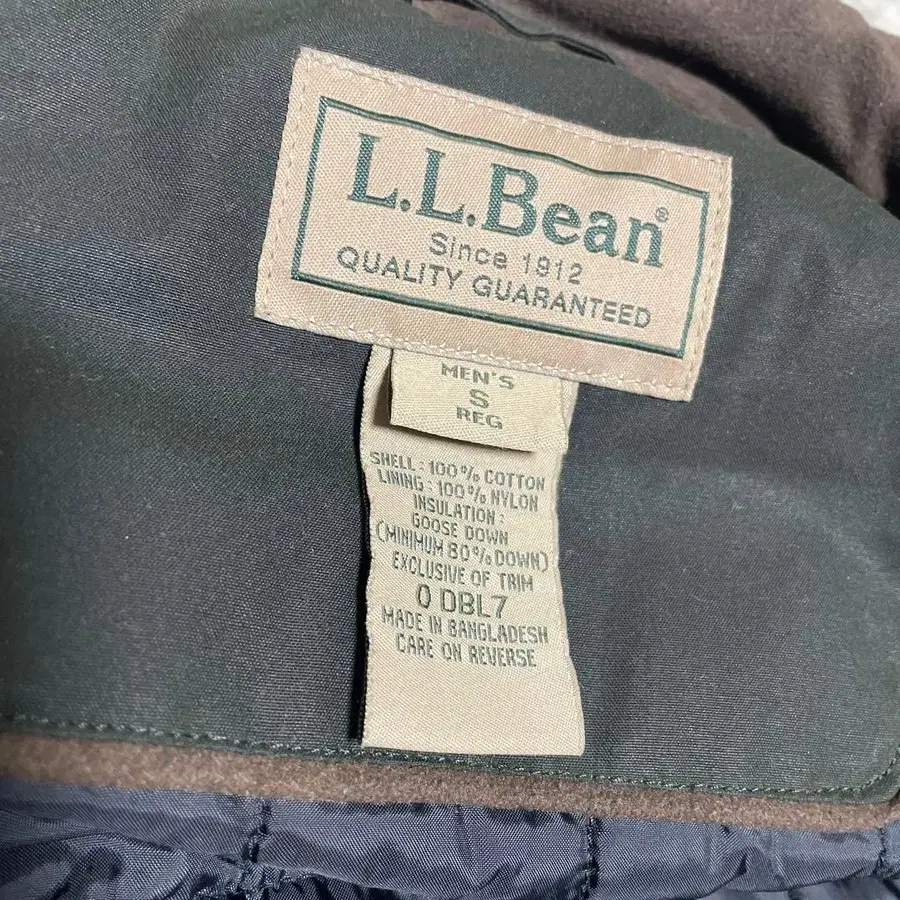 L.L.Bean®
Since 1912
QUALITY GUARANTEED
MEN'S
S
REG
SHELL : 100% COTTON
LINING : 100% NYLON
INSULATION :
GOOSE DOWN
(MINIMUM 80% DOWN)
EXCLUSIVE OF TRIM
0 DBL7
MADE IN BANGLADESH
CARE ON REVERSE